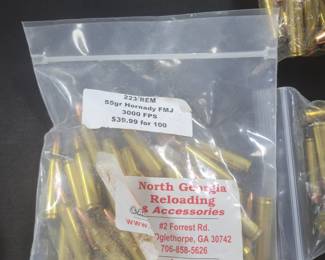 223 REM
55gr Hornady FMJ
3000 FPS
$39.99 for 100
North Georgia
Reloading
& Accessories
www.
#2 Forrest Rd.
Oglethorpe, GA 30742
706-858-5626